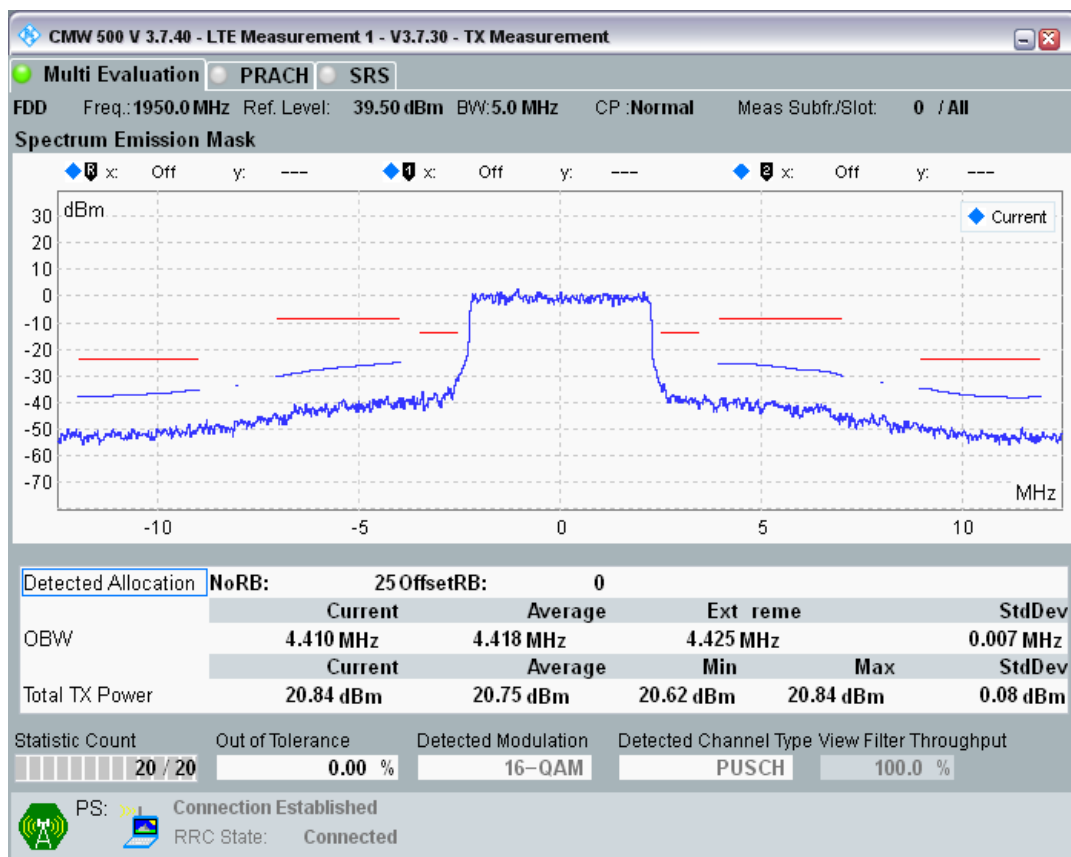 CMW 500 V 3.7.40 - LTE Measurement 1 - V3.7.30 - TX Measurement
Multi Evaluation PRACH SRS
FDD Freq.: 1950.0 MHz Ref. Level: 39.50 dBm BW: 5.0 MHz CP : Normal Meas Subfr./Slot: 0 / All
Spectrum Emission Mask
R x: Off y: --- 1 x: Off y: --- 2 x: Off y: ---
dBm
Current
30
20
10
0
-10
-20
-30
-40
-50
-60
-70
MHz
-10 -5 0 5 10
Detected Allocation NoRB: 25 OffsetRB: 0
Current Average Ext reme StdDev
OBW 4.410 MHz 4.418 MHz 4.425 MHz 0.007 MHz
Current Average Min Max StdDev
Total TX Power 20.84 dBm 20.75 dBm 20.62 dBm 20.84 dBm 0.08 dBm
Statistic Count Out of Tolerance Detected Modulation Detected Channel Type View Filter Throughput
20 / 20 0.00 % 16-QAM PUSCH 100.0 %
PS: Connection Established
RRC State: Connected